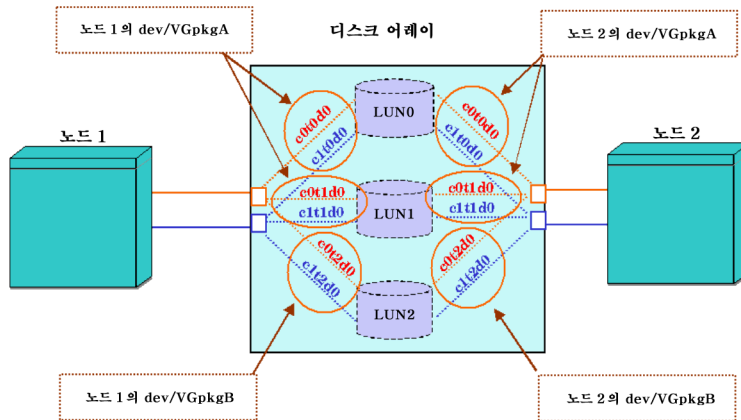 노드 1의 dev/VGpkgA
디스크 어레이
노드 2의 dev/VGpkgA
노드 1
노드 2
LUN0
c0t0d0
c1t0d0
c0t0d0
c1t0d0
LUN1
c0t1d0
c1t1d0
c0t1d0
c1t1d0
LUN2
c0t2d0
c1t2d0
c0t2d0
c1t2d0
노드 1의 dev/VGpkgB
노드 2의 dev/VGpkgB